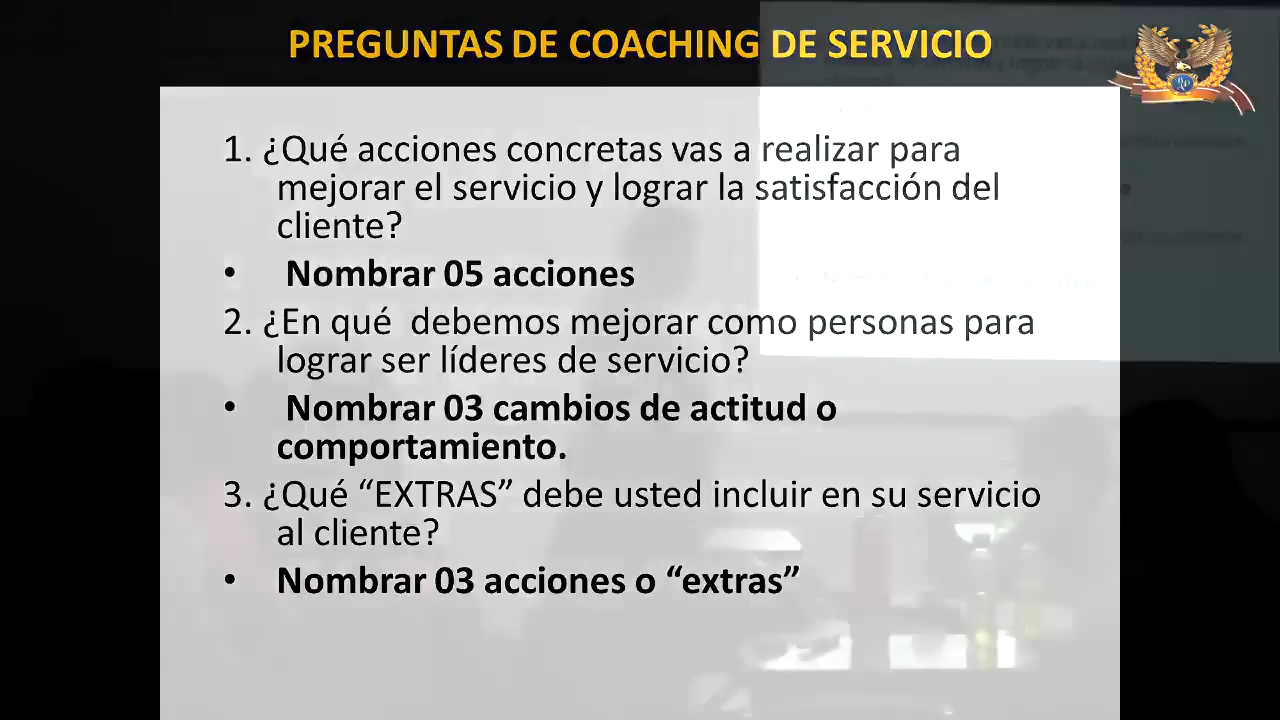 PREGUNTAS DE COACHING DE SERVICIO
1. ¿Qué acciones concretas vas a realizar para
mejorar el servicio y lograr la satisfacción del
cliente?
• Nombrar 05 acciones
2. ¿En qué debemos mejorar como personas para
lograr ser líderes de servicio?
• Nombrar 03 cambios de actitud o
comportamiento.
3. ¿Qué “EXTRAS” debe usted incluir en su servicio
al cliente?
• Nombrar 03 acciones o “extras”